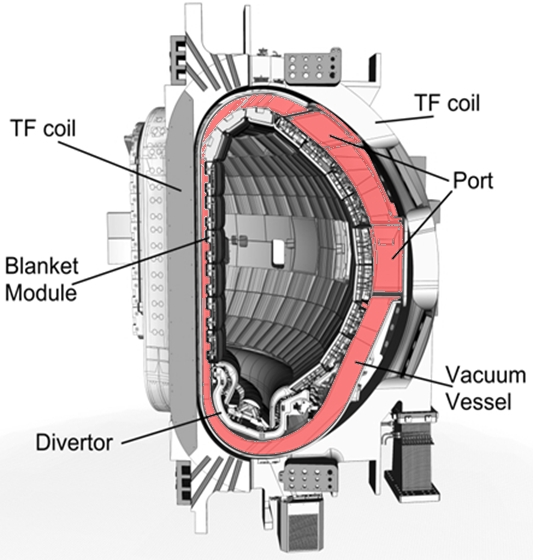 TF coil
TF coil
Port
Blanket
Module
Vacuum
Vessel
Divertor